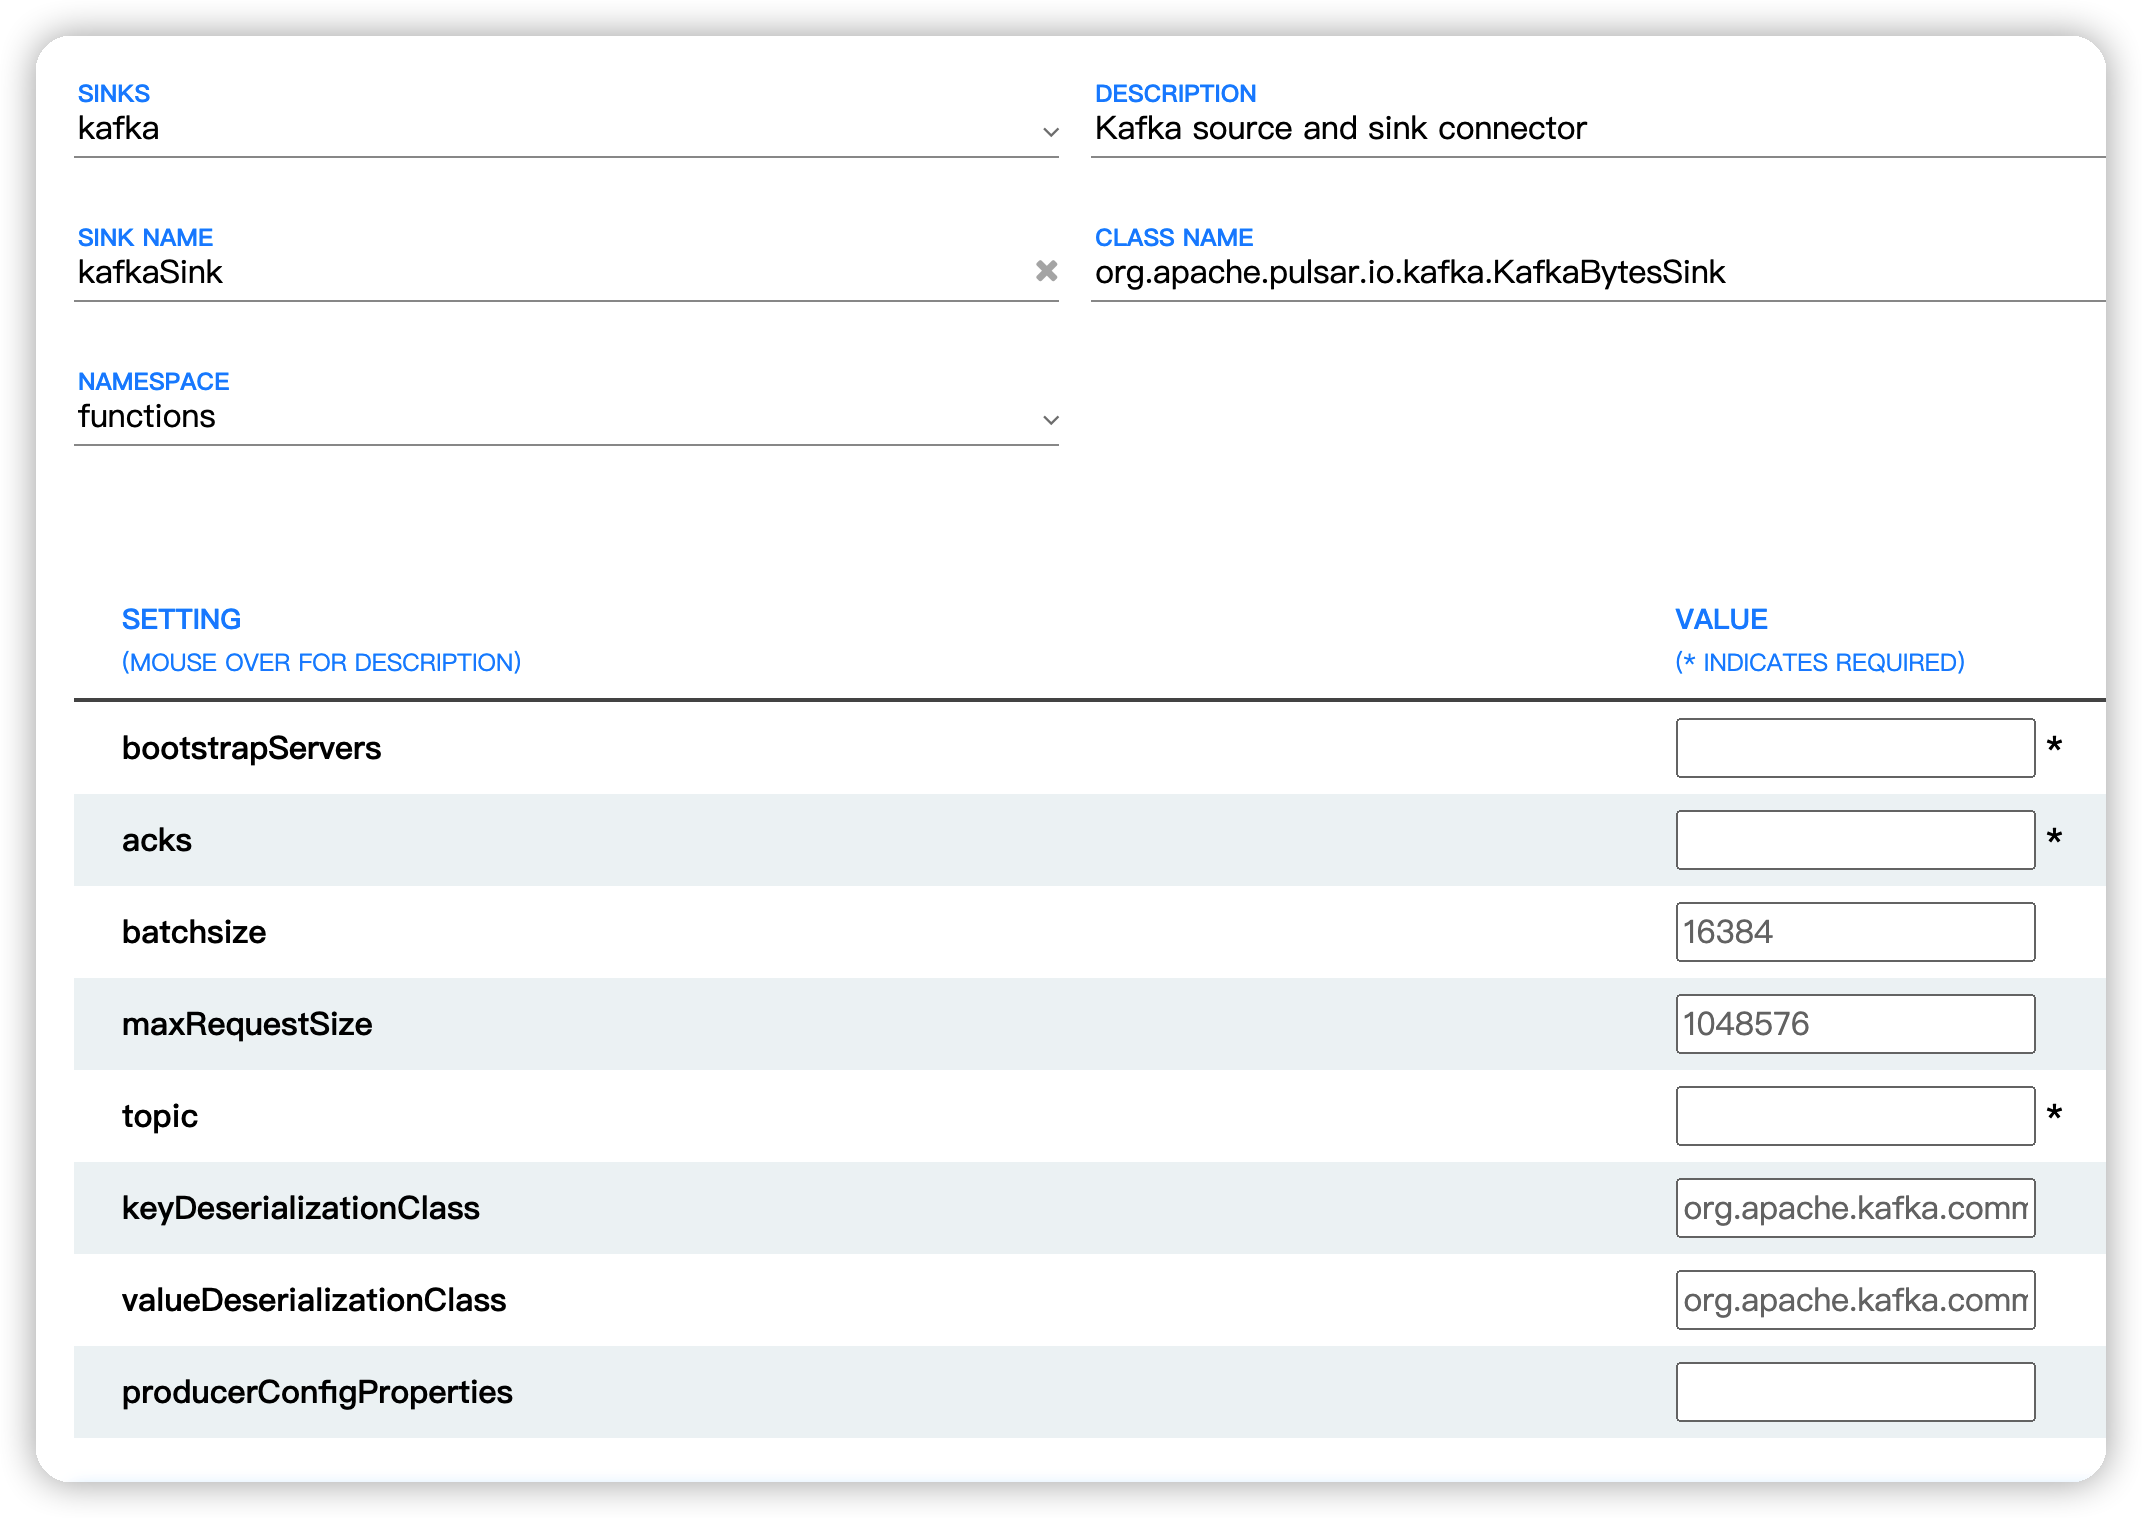 SINKS
kafka
DESCRIPTION
Kafka source and sink connector
SINK NAME
kafkaSink
CLASS NAME
org.apache.pulsar.io.kafka.KafkaBytesSink
NAMESPACE
functions
SETTING
(MOUSE OVER FOR DESCRIPTION)
VALUE
(* INDICATES REQUIRED)
bootstrapServers *
acks *
batchsize 16384
maxRequestSize 1048576
topic *
keyDeserializationClass org.apache.kafka.comm
valueDeserializationClass org.apache.kafka.comm
producerConfigProperties